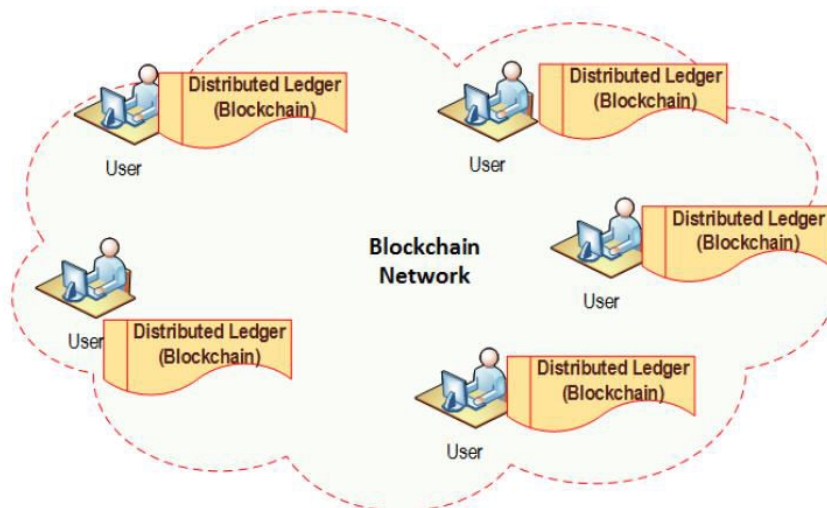 Distributed Ledger
(Blockchain)
User
Distributed Ledger
(Blockchain)
User
Distributed Ledger
(Blockchain)
User
Blockchain
Network
Distributed Ledger
(Blockchain)
User
Distributed Ledger
(Blockchain)
User